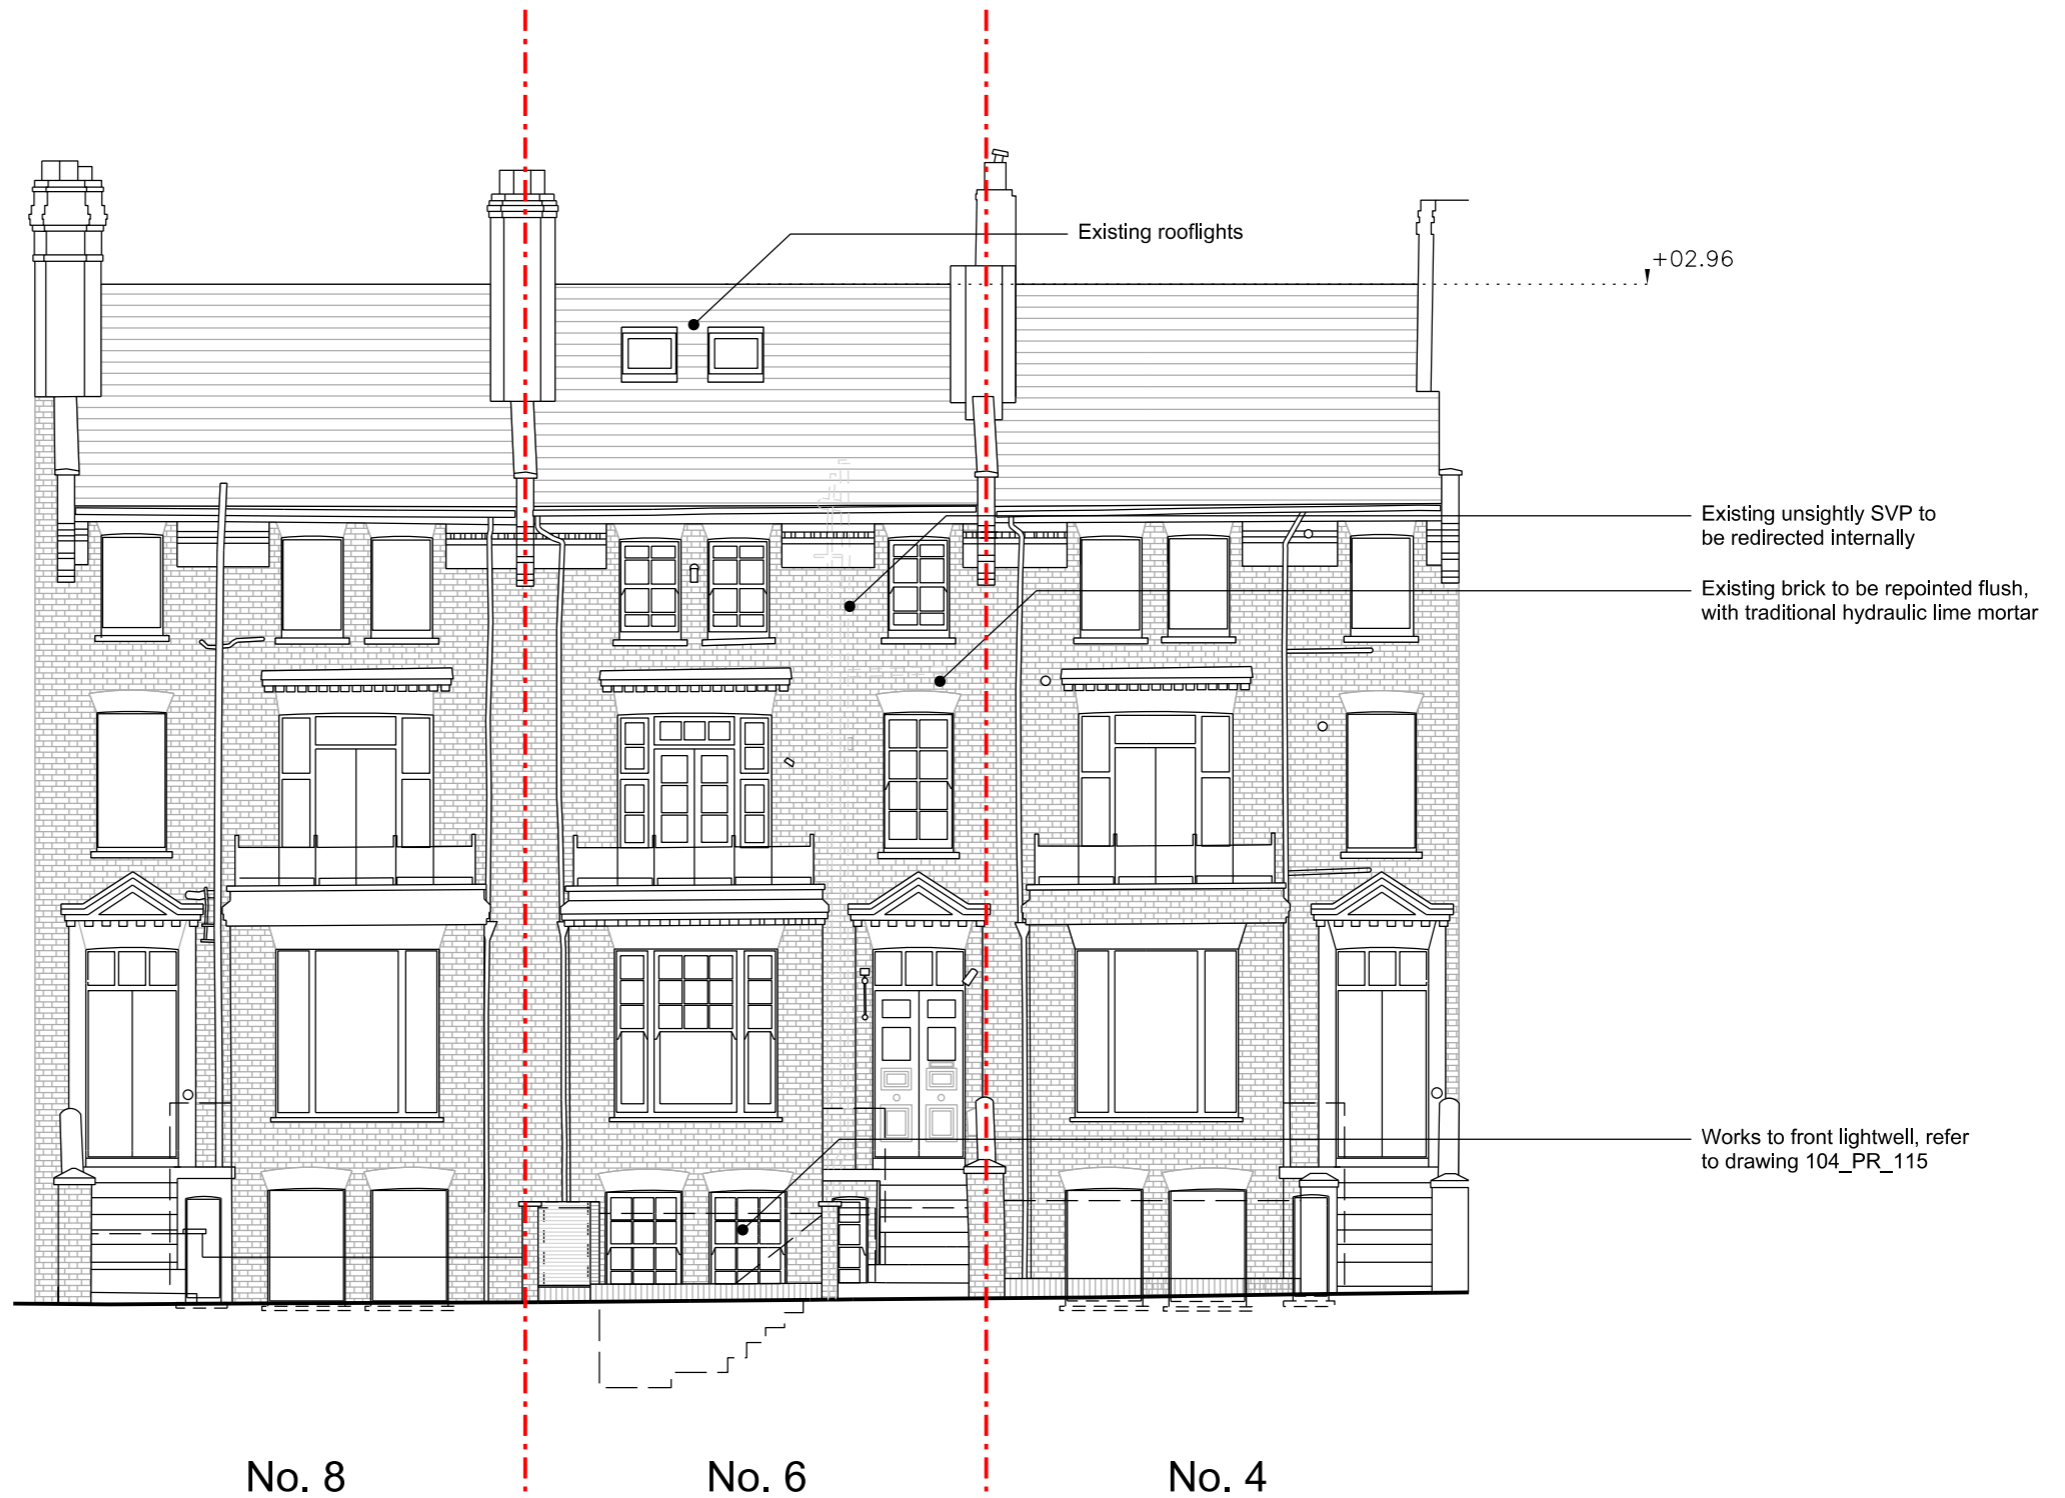 Existing rooflights
+02.96
Existing unsightly SVP to
be redirected internally
Existing brick to be repointed flush,
with traditional hydraulic lime mortar
Works to front lightwell, refer
to drawing 104_PR_115
No. 8
No. 6
No. 4